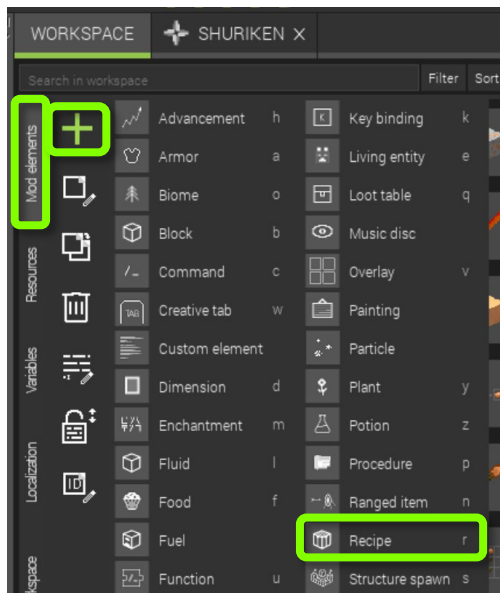 WORKSPACE SHURIKEN ×
Search in workspace Filter Sort
Mod elements
Resources
Variables
Localization
Advancement h Key binding k
Armor a Living entity e
Biome o Loot table q
Block b Music disc
Command c Overlay v
TAB Creative tab w Painting
Custom element Particle
Dimension d Plant y
Enchantment m Potion z
Fluid l Procedure p
ID Food f Ranged item n
Fuel Recipe r
Function u Structure spawn s